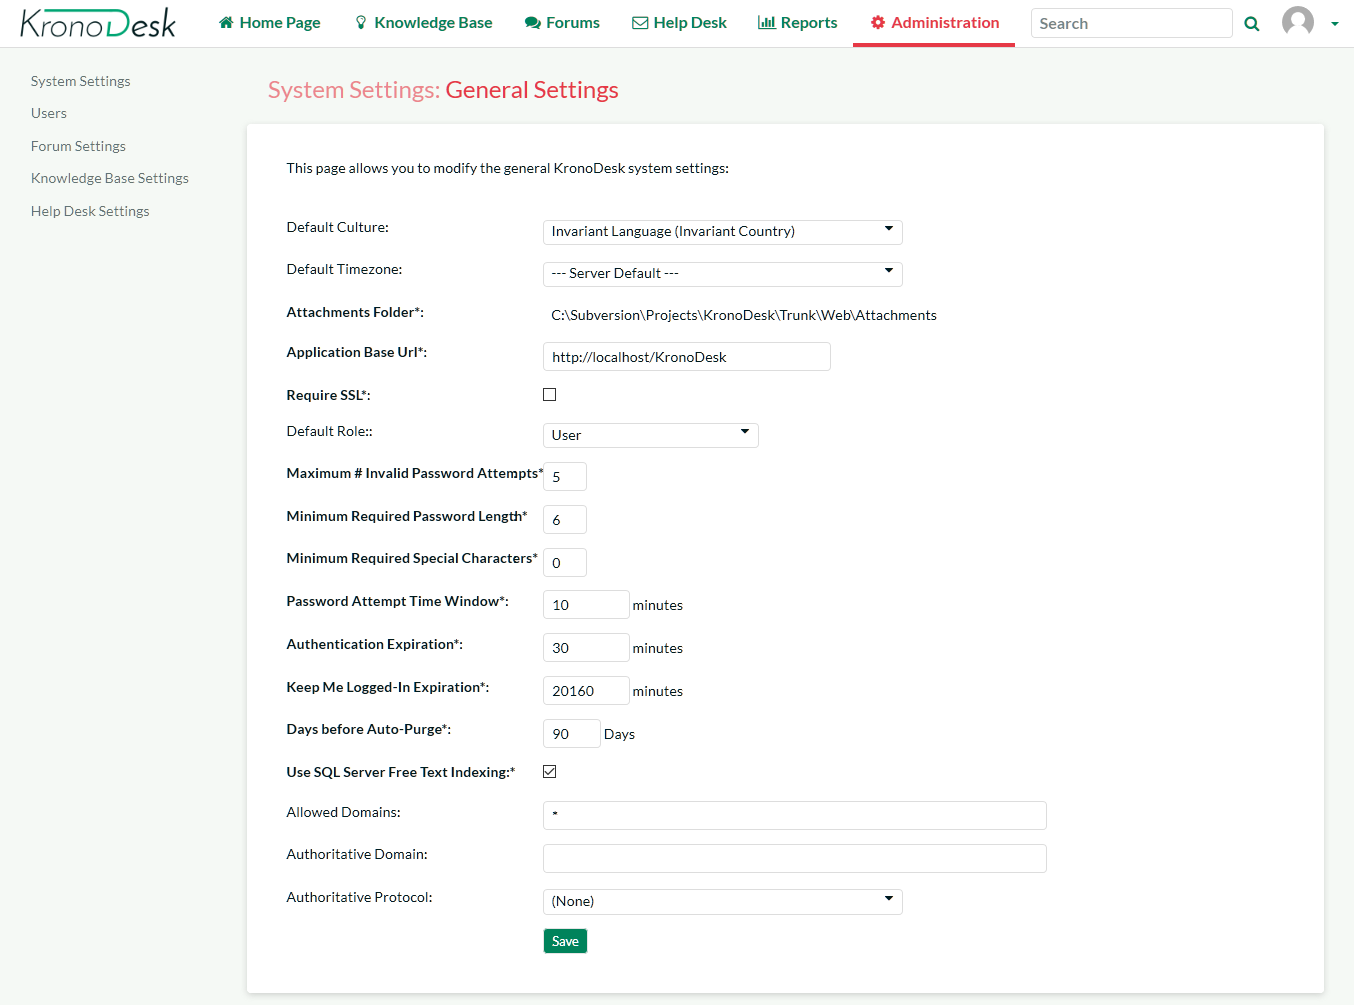 KronoDesk
Home Page Knowledge Base Forums Help Desk Reports Administration Search
System Settings
Users
Forum Settings
Knowledge Base Settings
Help Desk Settings
System Settings: General Settings
This page allows you to modify the general KronoDesk system settings:
Default Culture: Invariant Language (Invariant Country)
Default Timezone: --- Server Default ---
Attachments Folder*: C:\Subversion\Projects\KronoDesk\Trunk\Web\Attachments
Application Base Url*: http://localhost/KronoDesk
Require SSL*:
Default Role:: User
Maximum # Invalid Password Attempts*: 5
Minimum Required Password Length*: 6
Minimum Required Special Characters* 0
Password Attempt Time Window*: 10 minutes
Authentication Expiration*: 30 minutes
Keep Me Logged-In Expiration*: 20160 minutes
Days before Auto-Purge*: 90 Days
Use SQL Server Free Text Indexing:*
Allowed Domains: *
Authoritative Domain:
Authoritative Protocol: (None)
Save